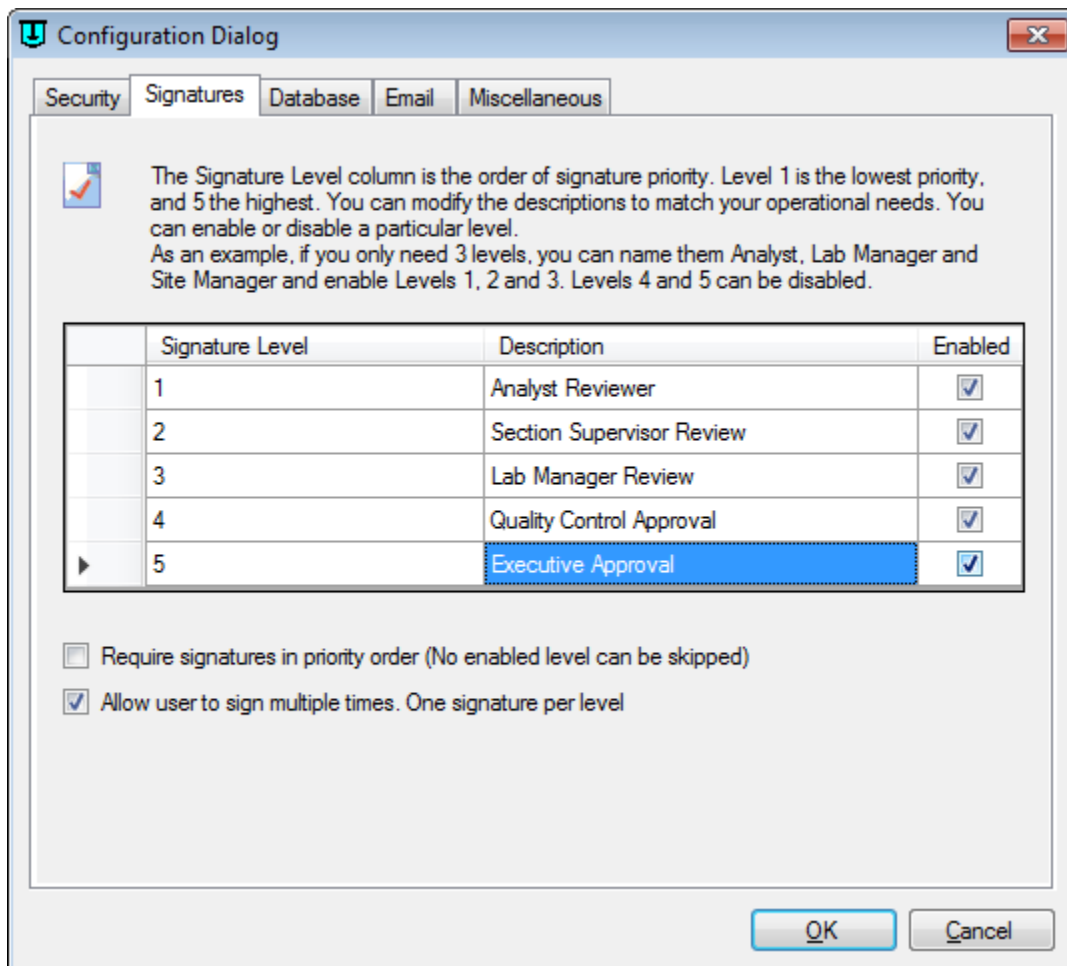 Configuration Dialog
Security Signatures Database Email Miscellaneous
The Signature Level column is the order of signature priority. Level 1 is the lowest priority,
and 5 the highest. You can modify the descriptions to match your operational needs. You
can enable or disable a particular level.
As an example, if you only need 3 levels, you can name them Analyst, Lab Manager and
Site Manager and enable Levels 1, 2 and 3. Levels 4 and 5 can be disabled.
Signature Level Description Enabled
1 Analyst Reviewer
2 Section Supervisor Review
3 Lab Manager Review
4 Quality Control Approval
5 Executive Approval
Require signatures in priority order (No enabled level can be skipped)
Allow user to sign multiple times. One signature per level
OK Cancel